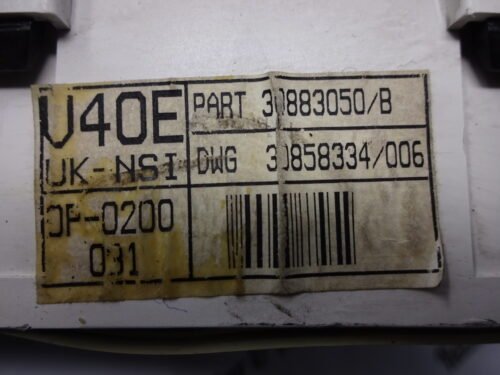 V40E
PART 30883050/B
UK-NSI
DWG 30858334/006
OP-0200
031